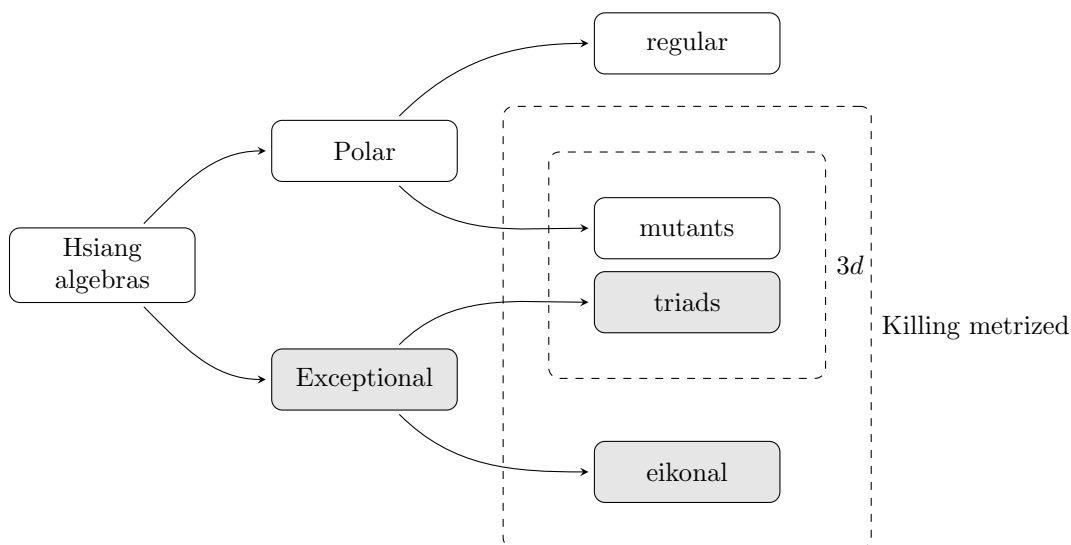 regular
Polar
mutants
Hsiang
algebras
3d
triads
Killing metrized
Exceptional
eikonal